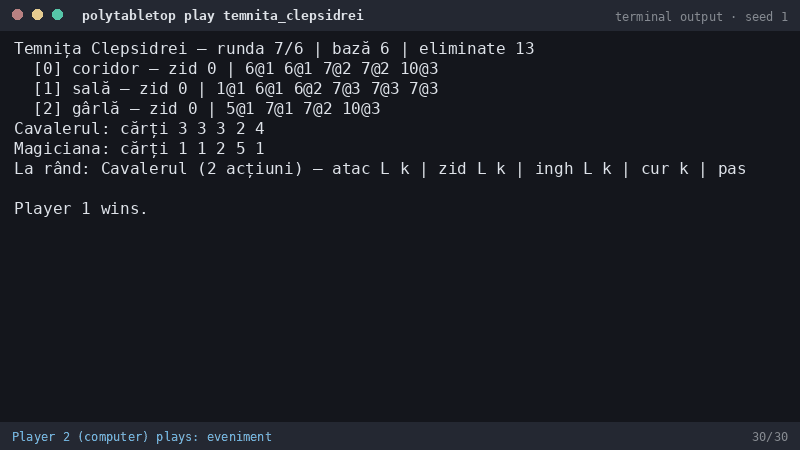 polytabletop play temnita_clepsidrei
terminal output · seed 1
Temnița Clepsidrei — runda 7/6 | bază 6 | eliminate 13
[0] coridor — zid 0 | 6@1 6@1 7@2 7@2 10@3
[1] sală — zid 0 | 1@1 6@1 6@2 7@3 7@3 7@3
[2] gârlă — zid 0 | 5@1 7@1 7@2 10@3
Cavalerul: cărți 3 3 3 2 4
Magiciana: cărți 1 1 2 5 1
La rând: Cavalerul (2 acțiuni) — atac L k | zid L k | ingh L k | cur k | pas
Player 1 wins.
Player 2 (computer) plays: eveniment
30/30